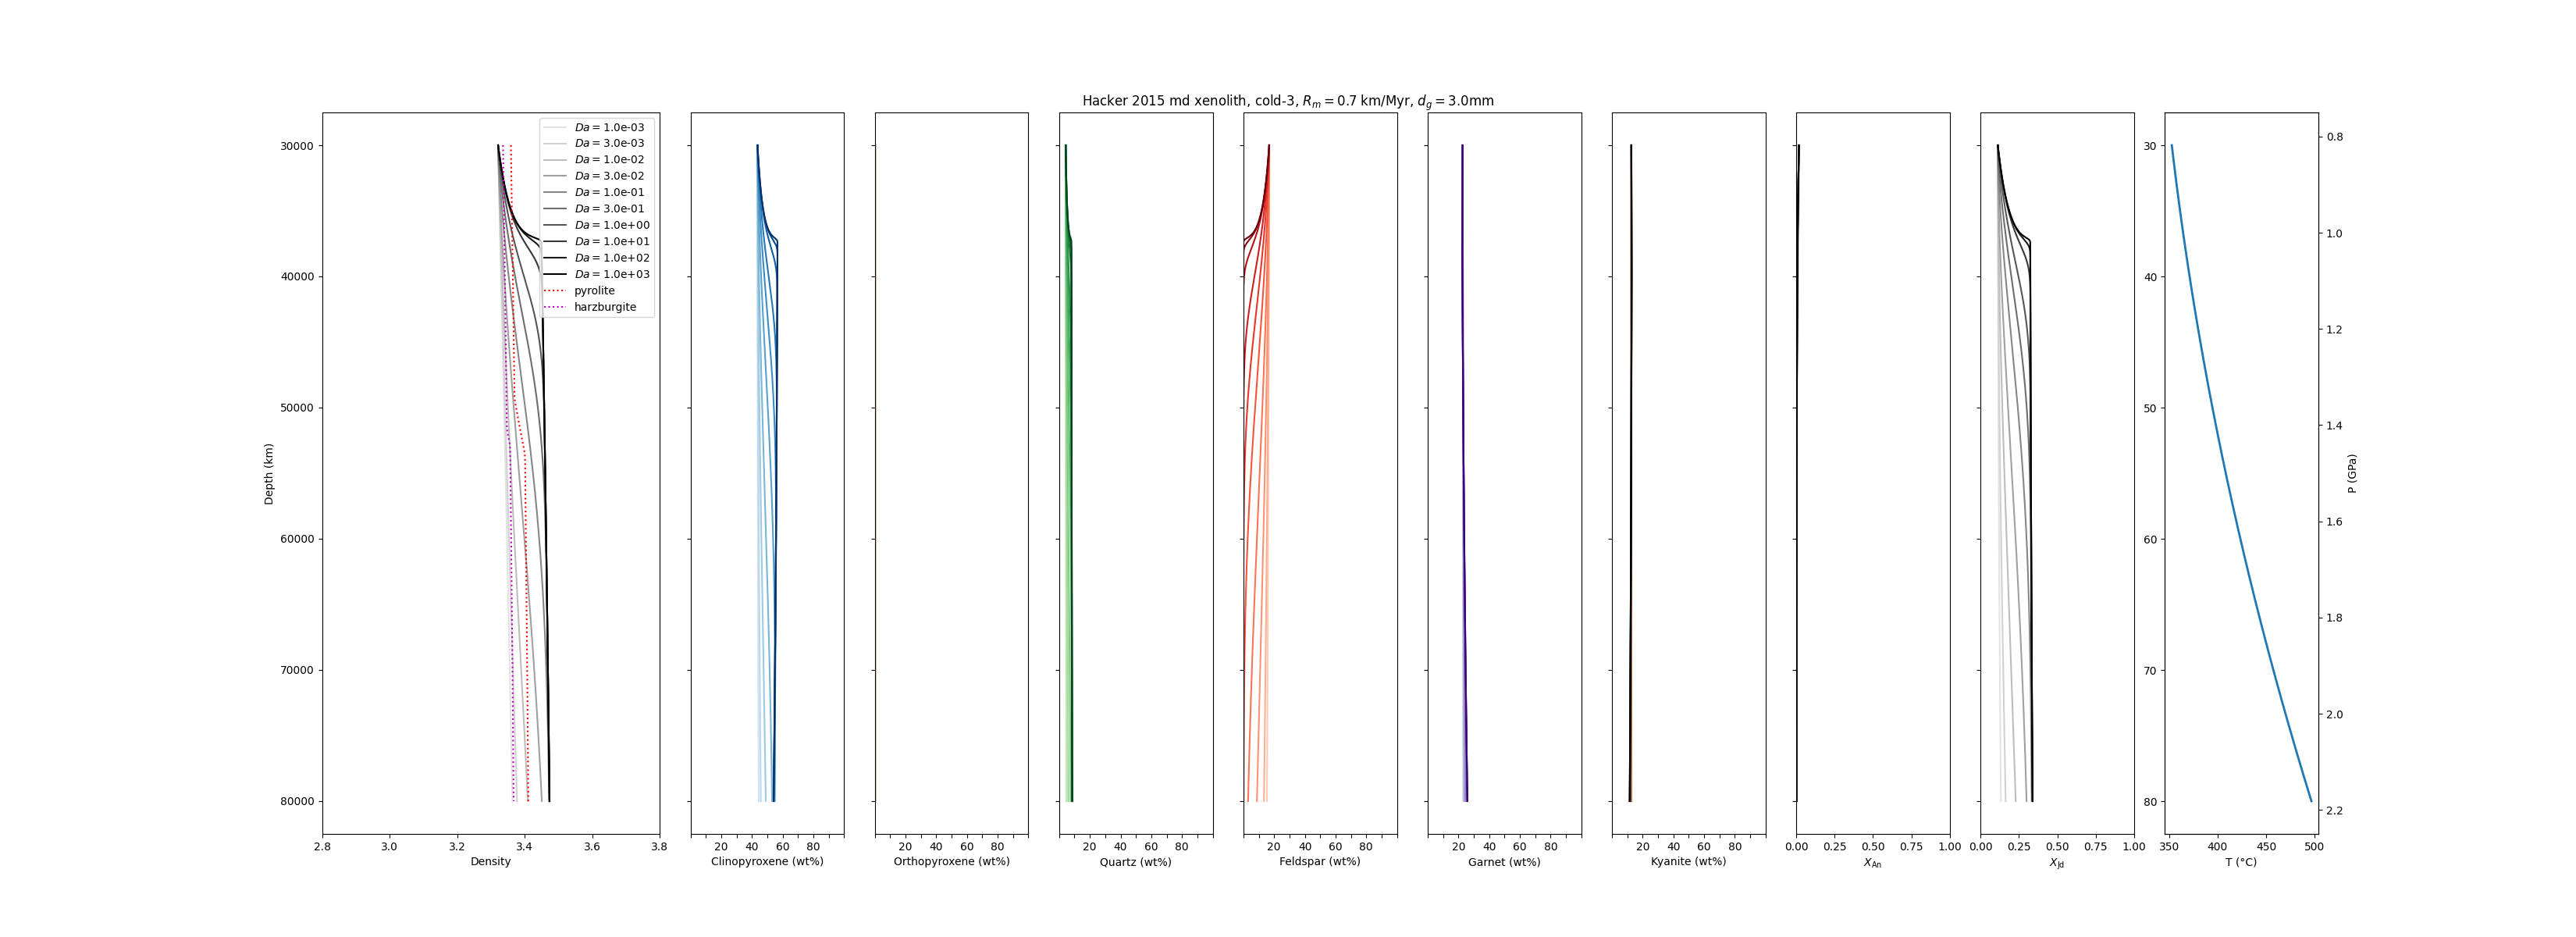 Hacker 2015 md xenolith, cold-3, Rm = 0.7 km/Myr, dg = 3.0mm
Da = 1.0e-03
Da = 3.0e-03
Da = 1.0e-02
Da = 3.0e-02
Da = 1.0e-01
Da = 3.0e-01
Da = 1.0e+00
Da = 1.0e+01
Da = 1.0e+02
Da = 1.0e+03
pyrolite
harzburgite
Depth (km)
30000
40000
50000
60000
70000
80000
2.8 3.0 3.2 3.4 3.6 3.8
Density
20 40 60 80
Clinopyroxene (wt%)
20 40 60 80
Orthopyroxene (wt%)
20 40 60 80
Quartz (wt%)
20 40 60 80
Feldspar (wt%)
20 40 60 80
Garnet (wt%)
20 40 60 80
Kyanite (wt%)
0.00 0.25 0.50 0.75 1.00
XAn
0.00 0.25 0.50 0.75 1.00
XJd
30
40
50
60
70
80
350 400 450 500
T (°C)
0.8
1.0
1.2
1.4
1.6
1.8
2.0
2.2
P (GPa)